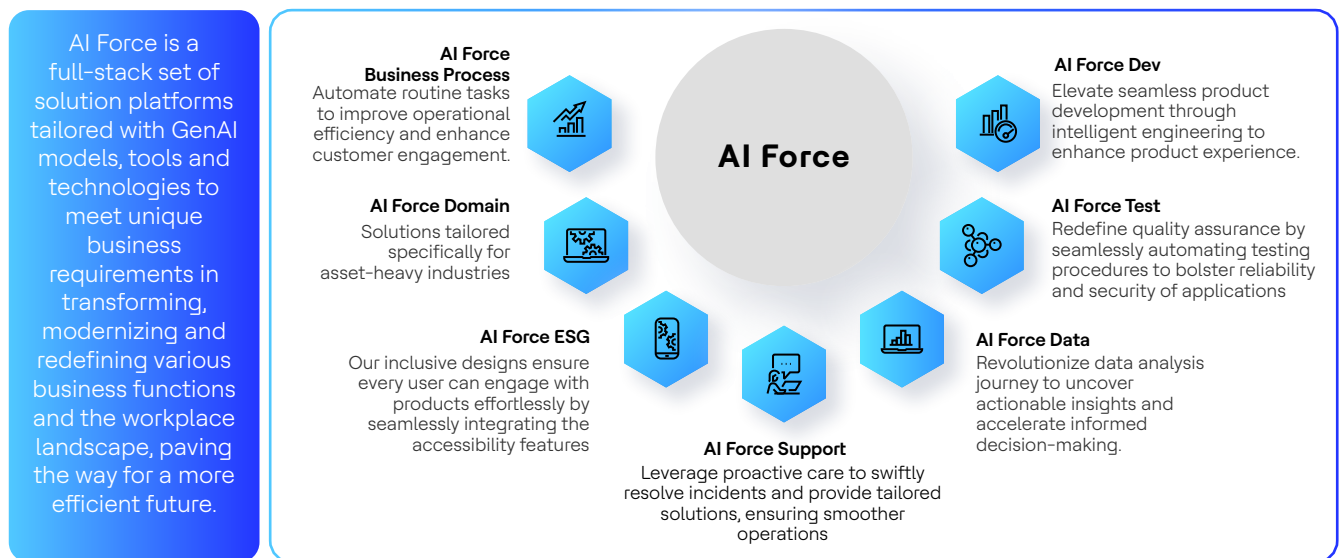 AI Force is a
full-stack set of
solution platforms
tailored with GenAI
models, tools and
technologies to
meet unique
business
requirements in
transforming,
modernizing and
redefining various
business functions
and the workplace
landscape, paving
the way for a more
efficient future.
AI Force
Business Process
Automate routine tasks
to improve operational
efficiency and enhance
customer engagement.
AI Force Domain
Solutions tailored
specifically for
asset-heavy industries
AI Force ESG
Our inclusive designs ensure
every user can engage with
products effortlessly by
seamlessly integrating the
accessibility features
AI Force
AI Force Support
Leverage proactive care to swiftly
resolve incidents and provide tailored
solutions, ensuring smoother
operations
AI Force Dev
Elevate seamless product
development through
intelligent engineering to
enhance product experience.
AI Force Test
Redefine quality assurance by
seamlessly automating testing
procedures to bolster reliability
and security of applications
AI Force Data
Revolutionize data analysis
journey to uncover
actionable insights and
accelerate informed
decision-making.